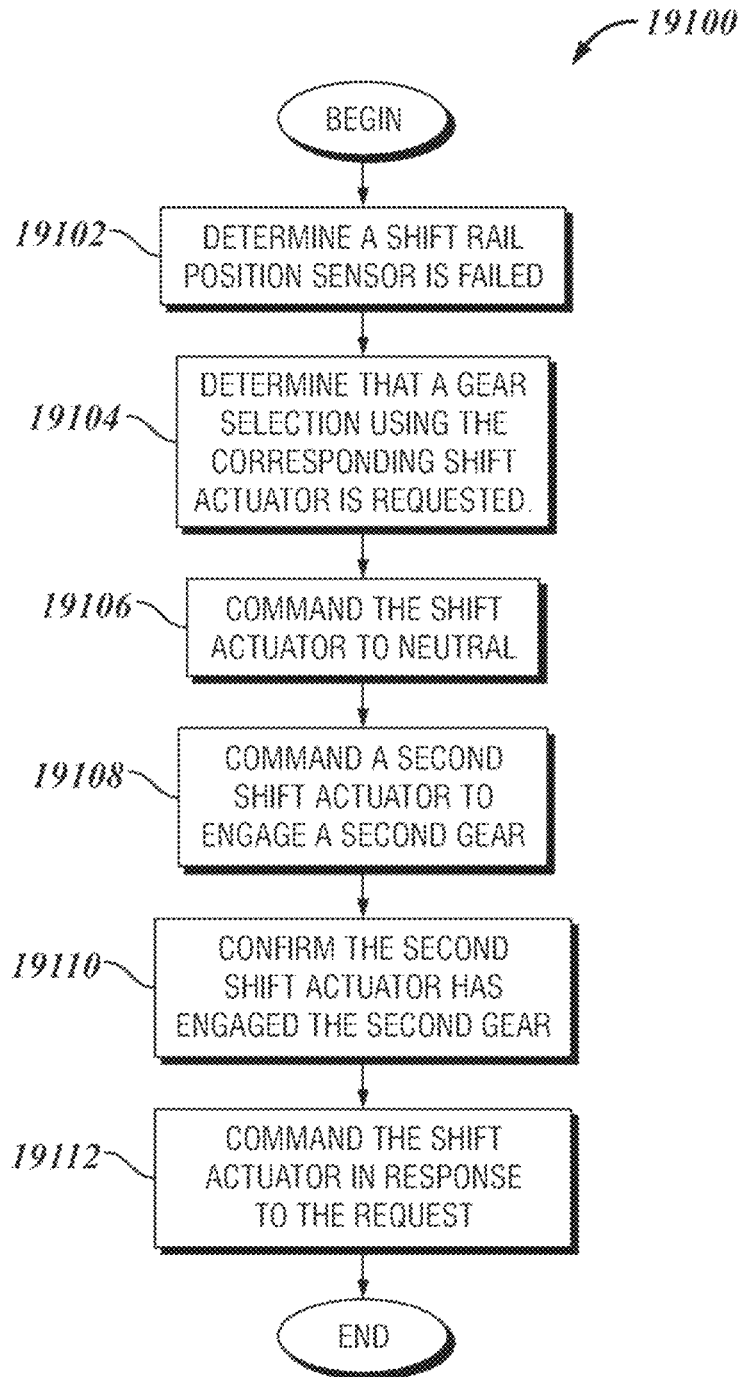 19100
BEGIN
19102
DETERMINE A SHIFT RAIL
POSITION SENSOR IS FAILED
19104
DETERMINE THAT A GEAR
SELECTION USING THE
CORRESPONDING SHIFT
ACTUATOR IS REQUESTED.
19106
COMMAND THE SHIFT
ACTUATOR TO NEUTRAL
19108
COMMAND A SECOND
SHIFT ACTUATOR TO
ENGAGE A SECOND GEAR
19110
CONFIRM THE SECOND
SHIFT ACTUATOR HAS
ENGAGED THE SECOND GEAR
19112
COMMAND THE SHIFT
ACTUATOR IN RESPONSE
TO THE REQUEST
END